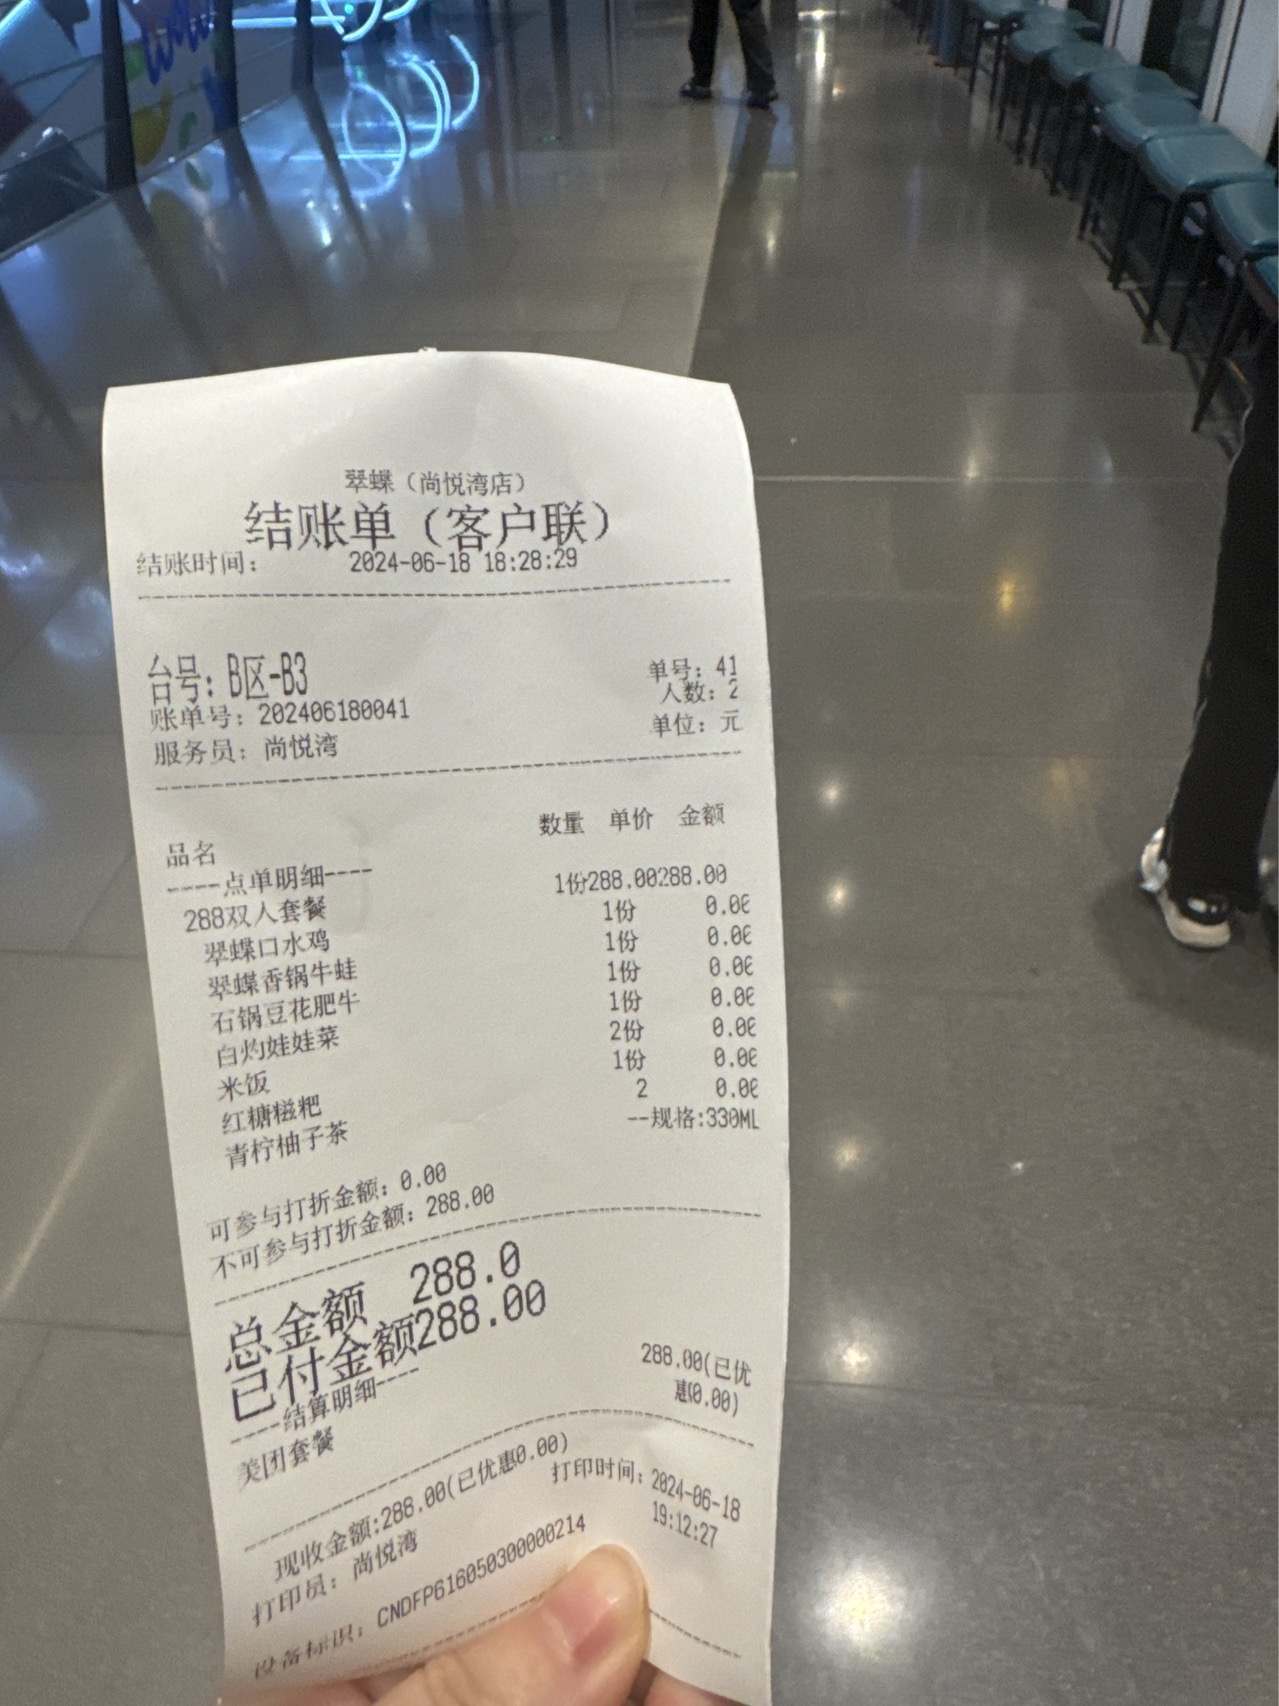 翠蝶（尚悦湾店）
结账单（客户联）
结账时间： 2024-06-18 18:28:29
台号：B区-B3 单号：41
人数：2
账单号：202406180041
服务员：尚悦湾 单位：元
品名 数量 单价 金额
----点单明细----
288双人套餐 1份288.00288.00
翠蝶口水鸡 1份 0.00
翠蝶香锅牛蛙 1份 0.00
石锅豆花肥牛 1份 0.00
白灼娃娃菜 1份 0.00
米饭 2份 0.00
红糖糍粑 1份 0.00
青柠柚子茶 2 0.00
--规格:330ML
可参与打折金额：0.00
不可参与打折金额：288.00
总金额 288.0
已付金额288.00
----结算明细----
美团套餐 288.00(已优
惠0.00)
现收金额:288.00(已优惠0.00)
打印员：尚悦湾 打印时间：2024-06-18
19:12:27
设备标识：CNDFP616050300000214